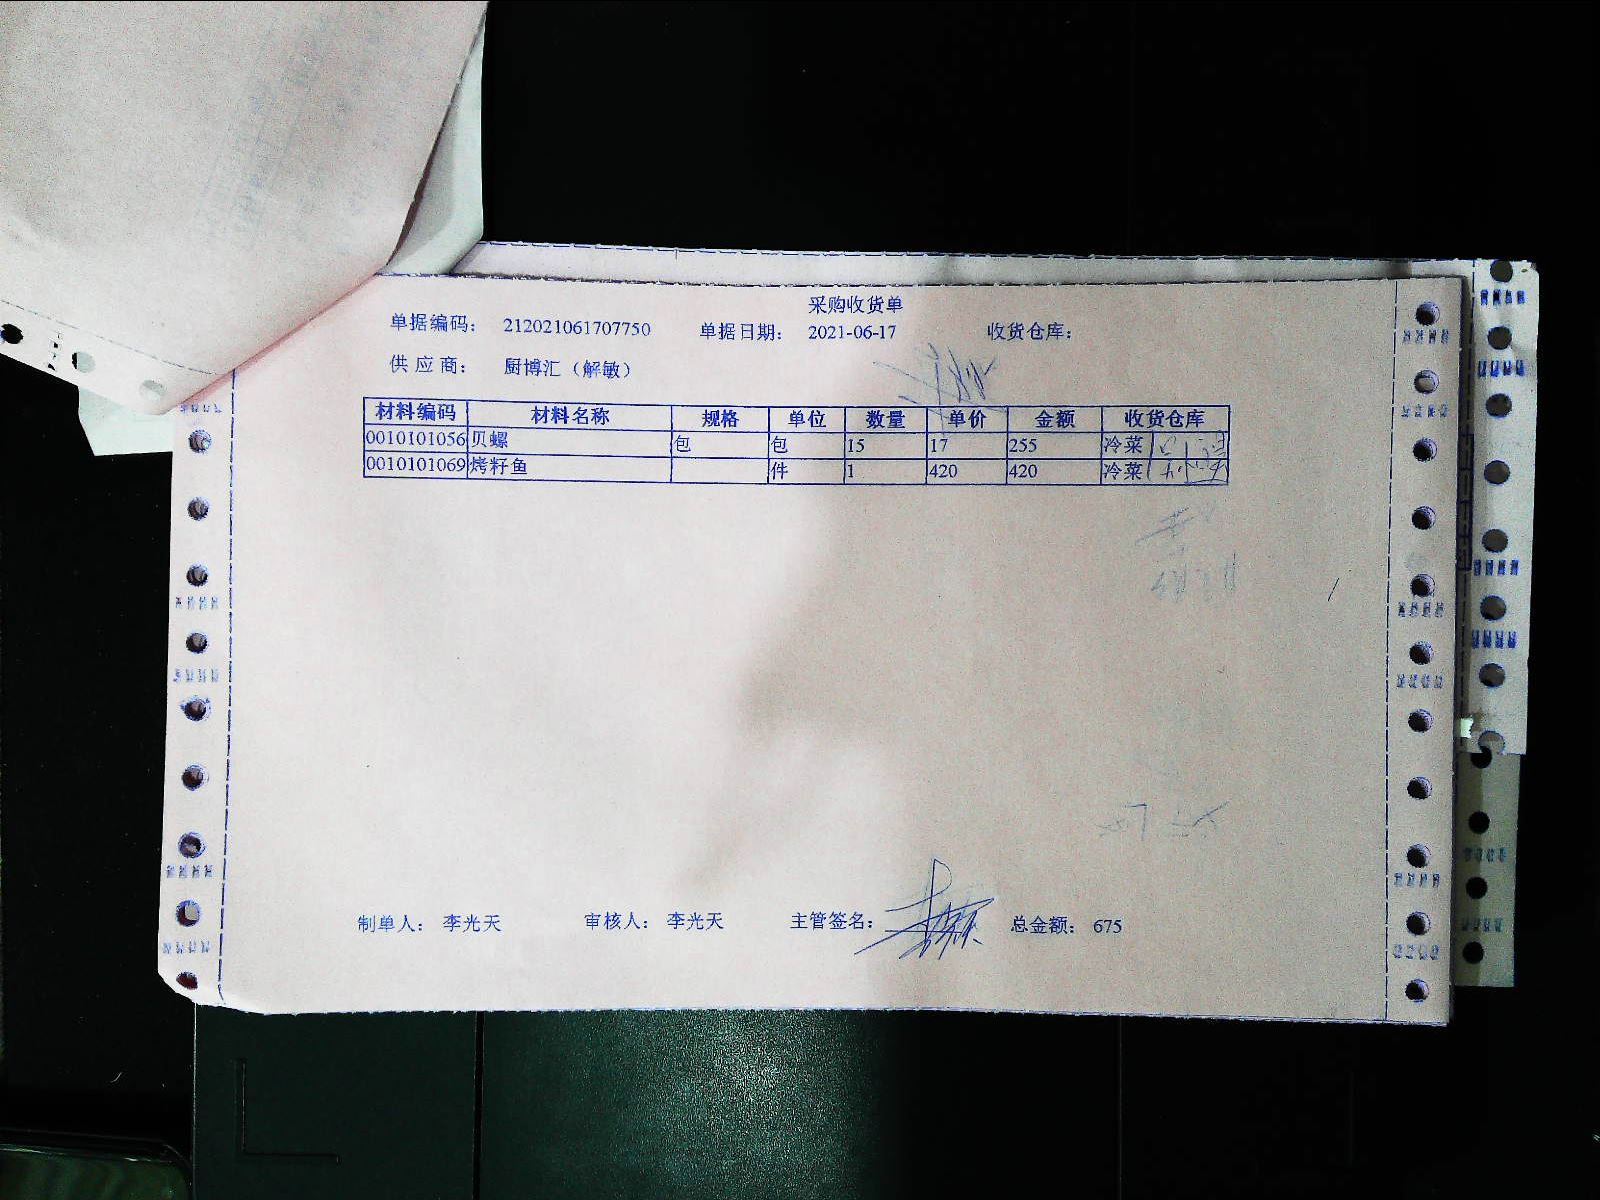 采购收货单
单据编码： 212021061707750 单据日期： 2021-06-17 收货仓库：
供 应 商： 厨博汇（解敏）
材料编码 材料名称 规格 单位 数量 单价 金额 收货仓库
0010101056 贝螺 包 包 15 17 255 冷菜
0010101069 烤籽鱼 件 1 420 420 冷菜
制单人： 李光天 审核人： 李光天 主管签名： 总金额： 675